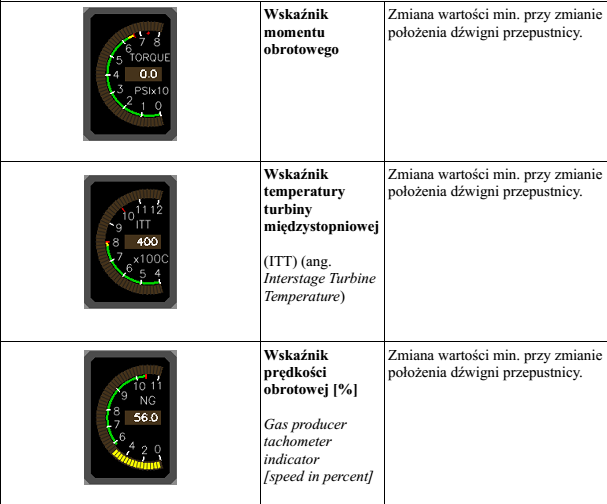 8
7
6
5
TORQUE
4
0.0
3
PSIx10
2
1
0
Wskaźnik
momentu
obrotowego
Zmiana wartości min. przy zmianie
położenia dźwigni przepustnicy.
12
11
10
9
ITT
8
400
7
x100C
6
5
4
Wskaźnik
temperatury
turbiny
międzystopniowej
(ITT) (ang.
Interstage Turbine
Temperature)
Zmiana wartości min. przy zmianie
położenia dźwigni przepustnicy.
11
10
9
NG
8
56.0
7
6
4
2
0
Wskaźnik
prędkości
obrotowej [%]
Gas producer
tachometer
indicator
[speed in percent]
Zmiana wartości min. przy zmianie
położenia dźwigni przepustnicy.